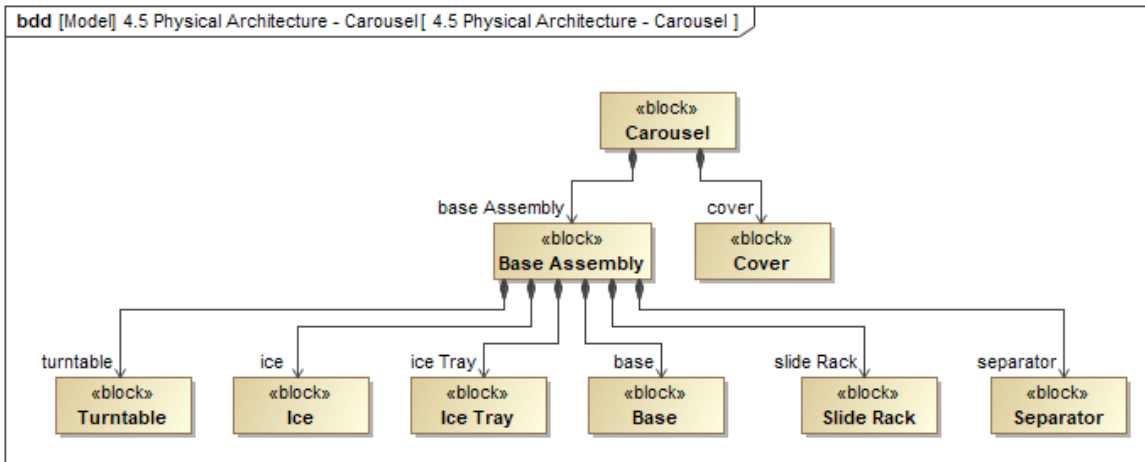 bdd [Model] 4.5 Physical Architecture - Carousel[ 4.5 Physical Architecture - Carousel ]
«block»
Carousel
base Assembly
cover
«block»
Base Assembly
«block»
Cover
turntable
ice
ice Tray
base
slide Rack
separator
«block»
Turntable
«block»
Ice
«block»
Ice Tray
«block»
Base
«block»
Slide Rack
«block»
Separator